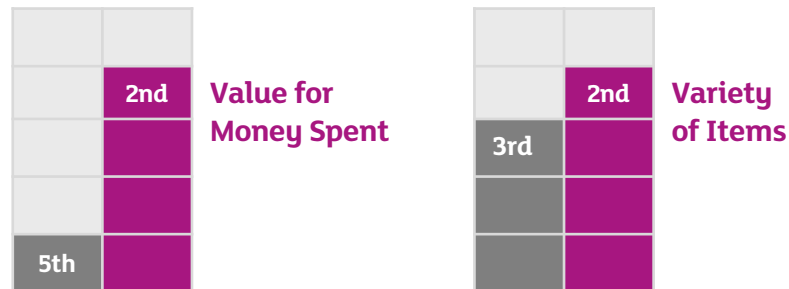 2nd
5th
Value for
Money Spent
2nd
3rd
Variety
of Items